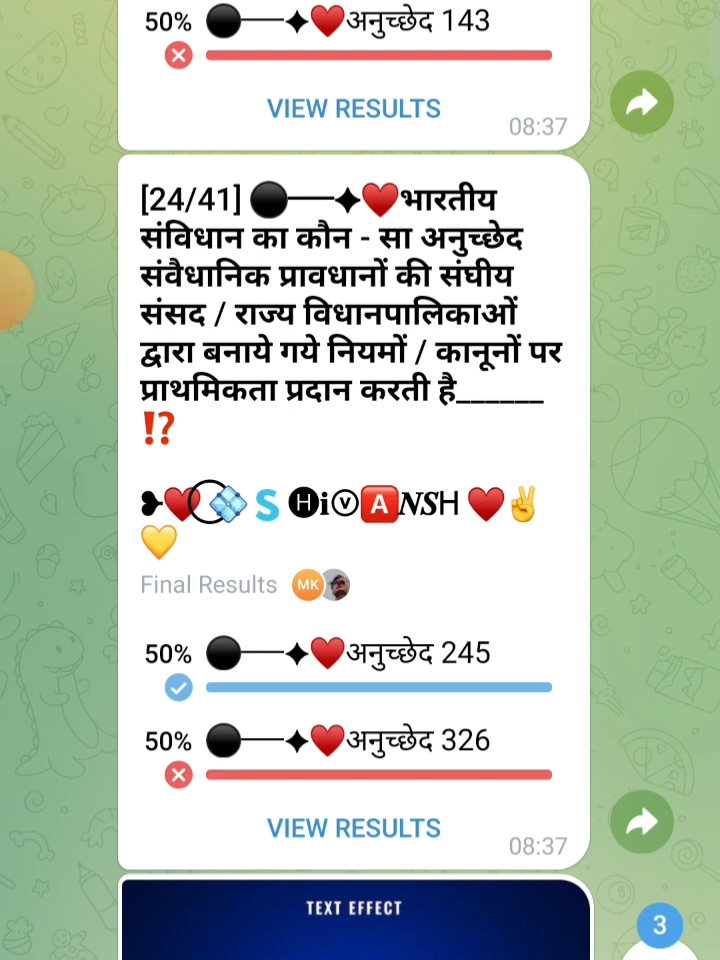 50% ⚫──✦❤️अनुच्छेद 143
VIEW RESULTS
08:37
[24/41] ⚫──✦❤️भारतीय
संविधान का कौन - सा अनुच्छेद
संवैधानिक प्रावधानों की संघीय
संसद / राज्य विधानपालिकाओं
द्वारा बनाये गये नियमों / कानूनों पर
प्राथमिकता प्रदान करती है______
⁉️
❥❤️⃝💠 S 🅗𝐢ⓥ🅰️𝑵𝑺H ❤️✌️
💛
Final Results MK
50% ⚫──✦❤️अनुच्छेद 245
50% ⚫──✦❤️अनुच्छेद 326
VIEW RESULTS
08:37
TEXT EFFECT
3